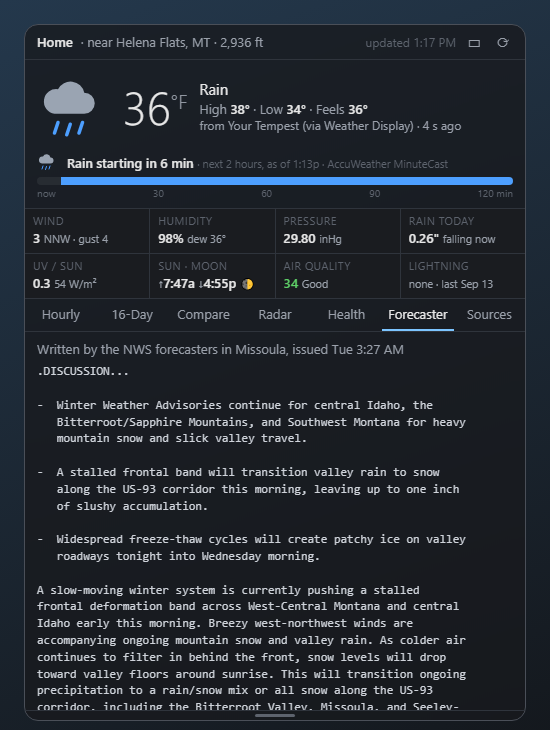 Home · near Helena Flats, MT · 2,936 ft updated 1:17 PM
36°F
Rain
High 38° · Low 34° · Feels 36°
from Your Tempest (via Weather Display) · 4 s ago
Rain starting in 6 min · next 2 hours, as of 1:13p · AccuWeather MinuteCast
now 30 60 90 120 min
WIND HUMIDITY PRESSURE RAIN TODAY
3 NNW · gust 4 98% dew 36° 29.80 inHg 0.26" falling now
UV / SUN SUN · MOON AIR QUALITY LIGHTNING
0.3 54 W/m² ↑7:47a ↓4:55p 34 Good none · last Sep 13
Hourly 16-Day Compare Radar Health Forecaster Sources
Written by the NWS forecasters in Missoula, issued Tue 3:27 AM
.DISCUSSION...
- Winter Weather Advisories continue for central Idaho, the
Bitterroot/Sapphire Mountains, and Southwest Montana for heavy
mountain snow and slick valley travel.
- A stalled frontal band will transition valley rain to snow
along the US-93 corridor this morning, leaving up to one inch
of slushy accumulation.
- Widespread freeze-thaw cycles will create patchy ice on valley
roadways tonight into Wednesday morning.
A slow-moving winter system is currently pushing a stalled
frontal deformation band across West-Central Montana and central
Idaho early this morning. Breezy west-northwest winds are
accompanying ongoing mountain snow and valley rain. As colder air
continues to filter in behind the front, snow levels will drop
toward valley floors around sunrise. This will transition ongoing
precipitation to a rain/snow mix or all snow along the US-93
corridor, including the Bitterroot Valley, Missoula, and Seeley-